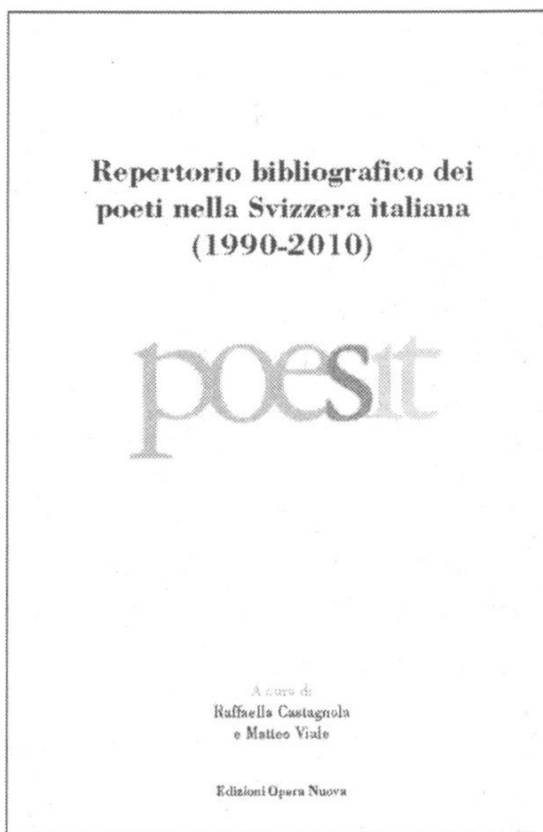 Repertorio bibliografico dei
poeti nella Svizzera italiana
(1990-2010)
poesit
A cura di
Raffaella Castagnola
e Matteo Viale
Edizioni Opera Nuova